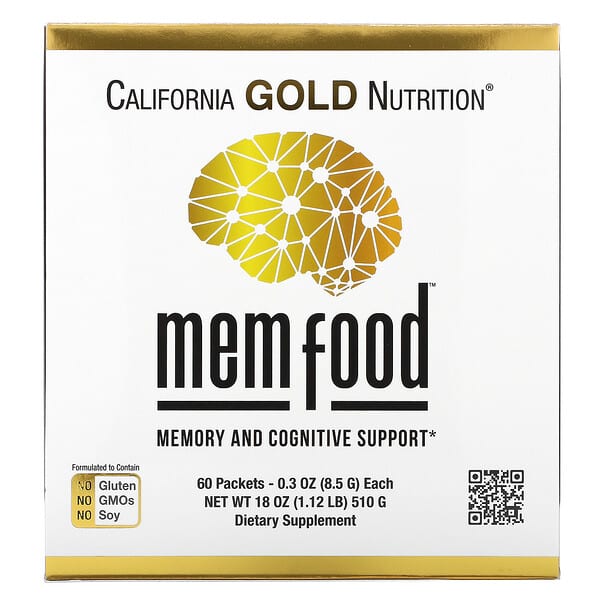 CALIFORNIA GOLD NUTRITION®
mem food™
MEMORY AND COGNITIVE SUPPORT*
Formulated to Contain
NO Gluten
NO GMOs
NO Soy
60 Packets - 0.3 OZ (8.5 G) Each
NET WT 18 OZ (1.12 LB) 510 G
Dietary Supplement